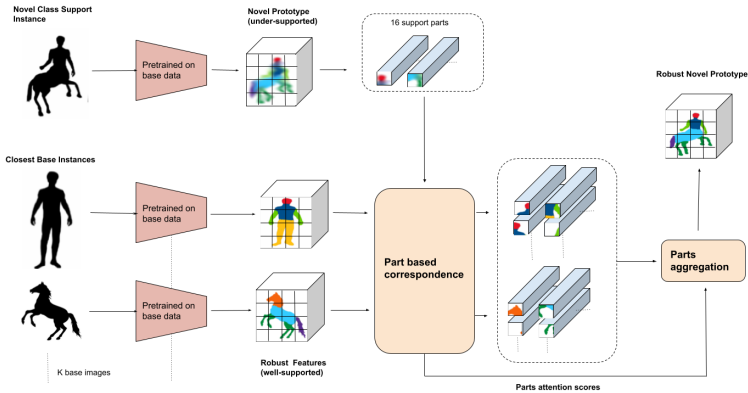 Novel Class Support
Instance
Pretrained on
base data
Novel Prototype
(under-supported)
16 support parts
Robust Novel Prototype
Closest Base Instances
Pretrained on
base data
Part based
correspondence
Parts
aggregation
Pretrained on
base data
Robust Features
(well-supported)
K base images
Parts attention scores